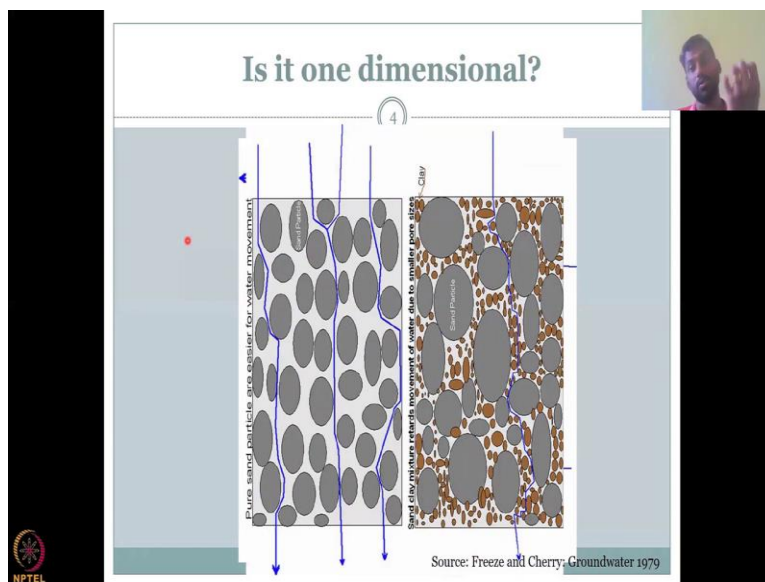 Is it one dimensional?
4
Pure sand particle are easier for water movement
Sand Particle
Sand clay mixture retards movement of water due to smaller pore sizes
Clay
Sand Particle
Source: Freeze and Cherry: Groundwater 1979
NPTEL